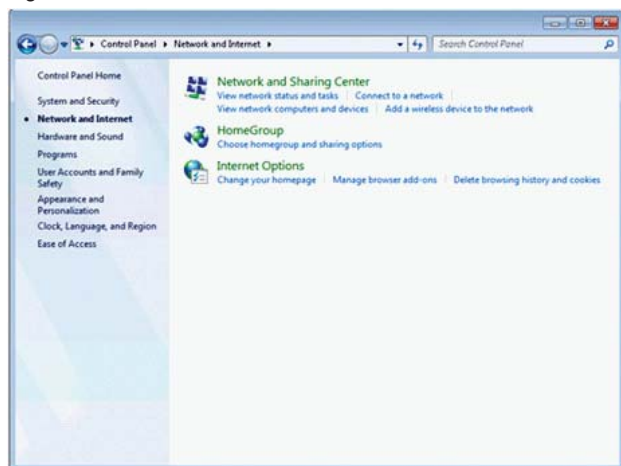 Control Panel ▸ Network and Internet ▸
Search Control Panel
Control Panel Home
System and Security
Network and Internet
Hardware and Sound
Programs
User Accounts and Family
Safety
Appearance and
Personalization
Clock, Language, and Region
Ease of Access
Network and Sharing Center
View network status and tasks Connect to a network
View network computers and devices Add a wireless device to the network
HomeGroup
Choose homegroup and sharing options
Internet Options
Change your homepage Manage browser add-ons Delete browsing history and cookies